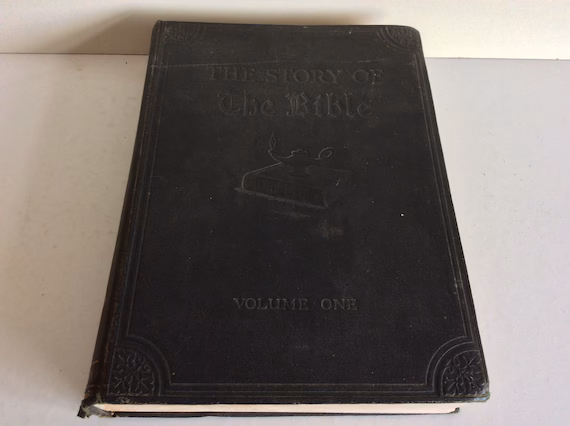 THE STORY OF
The Bible
VOLUME ONE